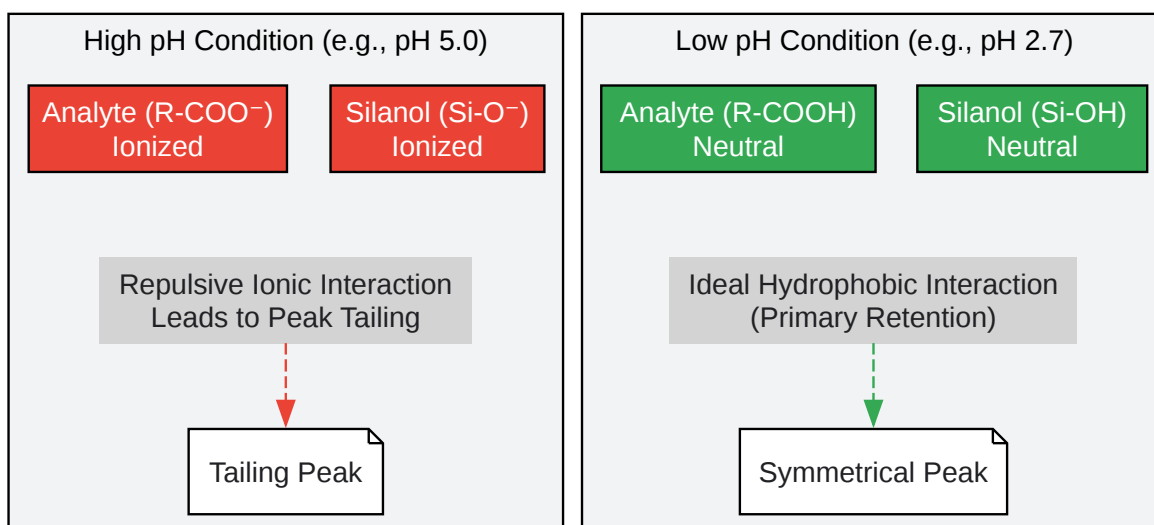 High pH Condition (e.g., pH 5.0)
Analyte (R-COO⁻)
Ionized
Silanol (Si-O⁻)
Ionized
Repulsive Ionic Interaction
Leads to Peak Tailing
Tailing Peak
Low pH Condition (e.g., pH 2.7)
Analyte (R-COOH)
Neutral
Silanol (Si-OH)
Neutral
Ideal Hydrophobic Interaction
(Primary Retention)
Symmetrical Peak